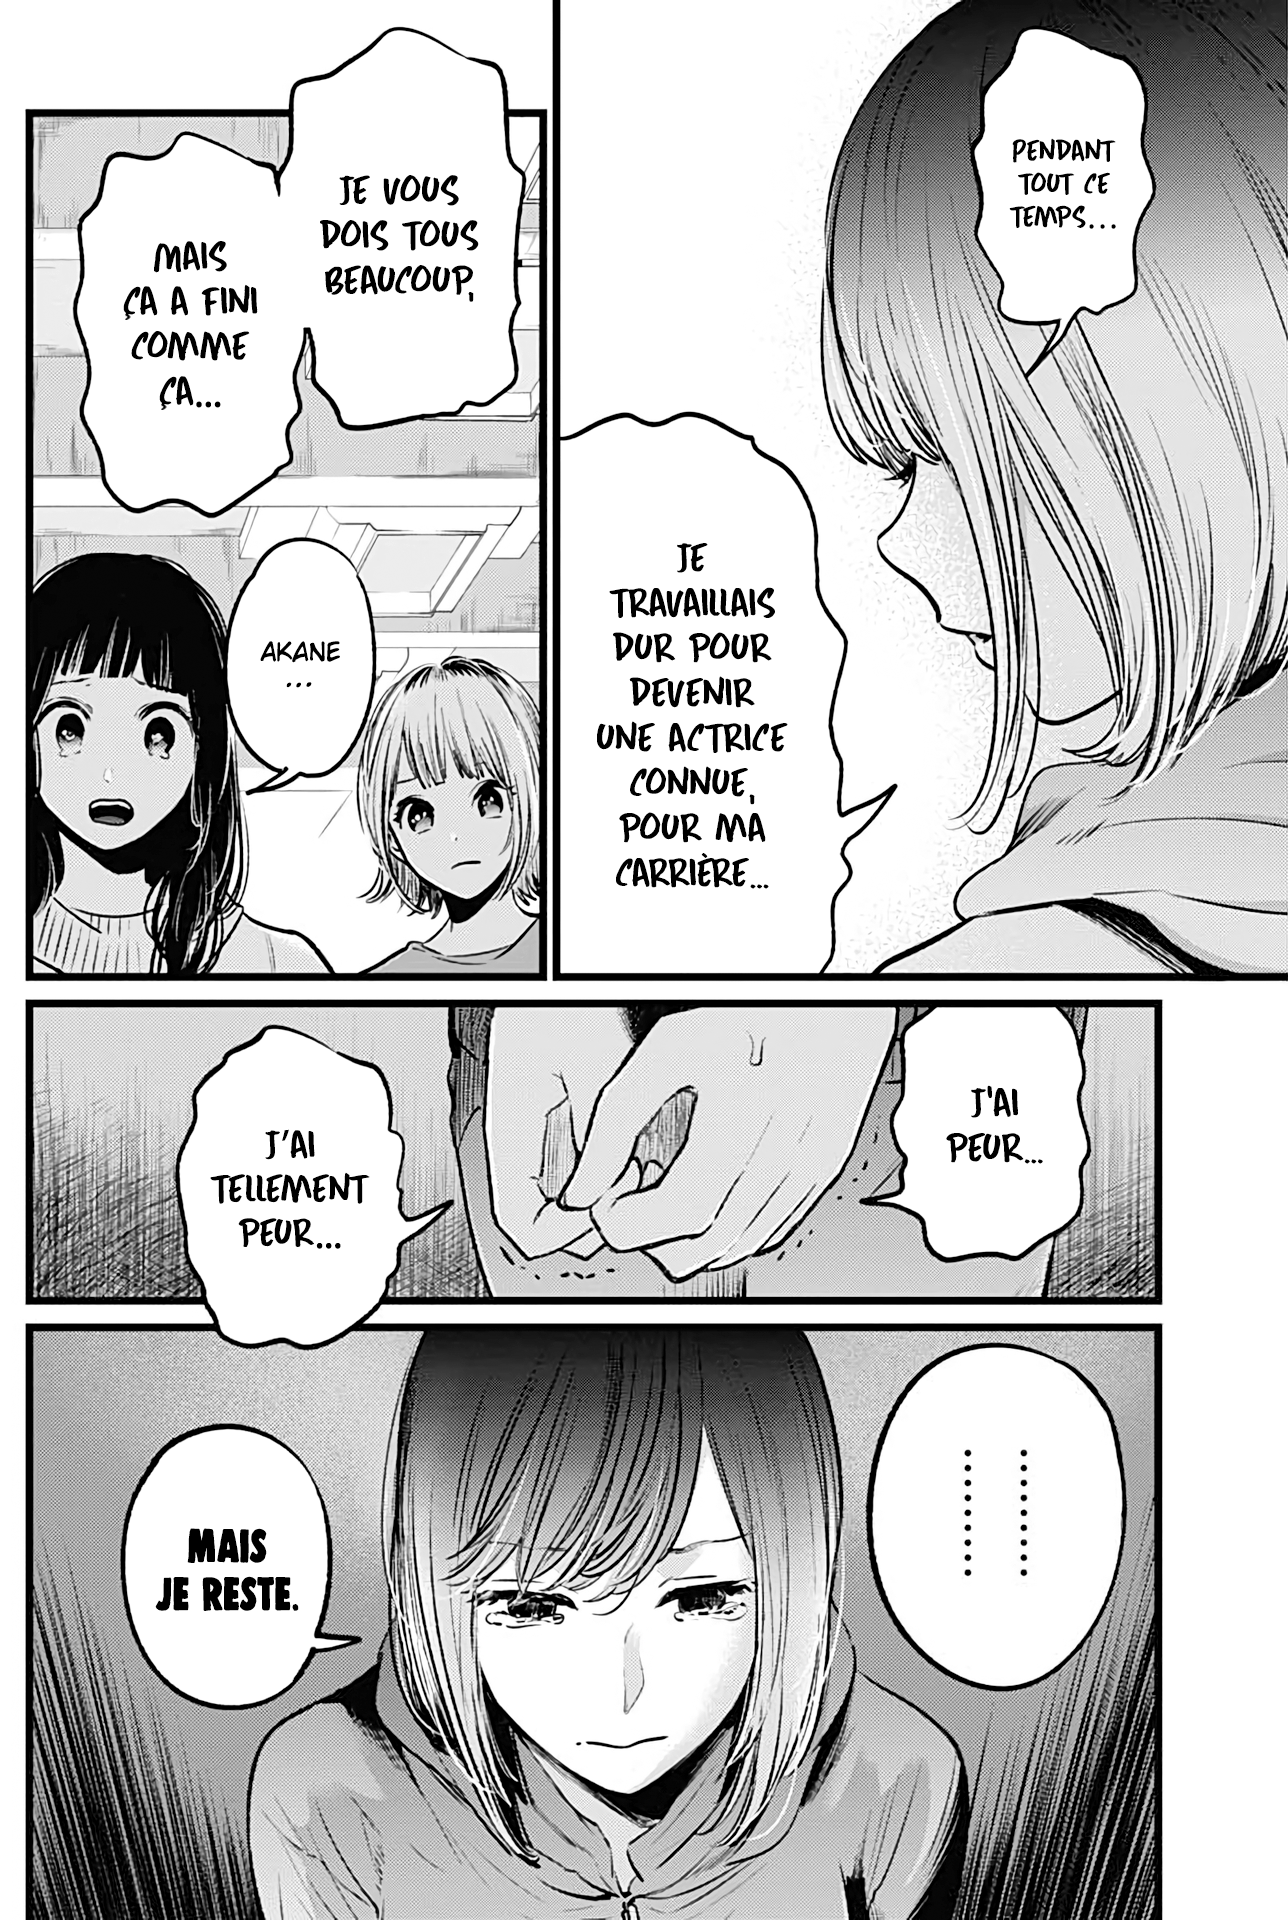 PENDANT
TOUT CE
TEMPS...
JE
TRAVAILLAIS
DUR POUR
DEVENIR
UNE ACTRICE
CONNUE,
POUR MA
CARRIÈRE...
JE VOUS
DOIS TOUS
BEAUCOUP,
MAIS
ÇA A FINI
COMME
ÇA...
AKANE
...
J'AI
PEUR...
J'AI
TELLEMENT
PEUR...
........
........
MAIS
JE RESTE.